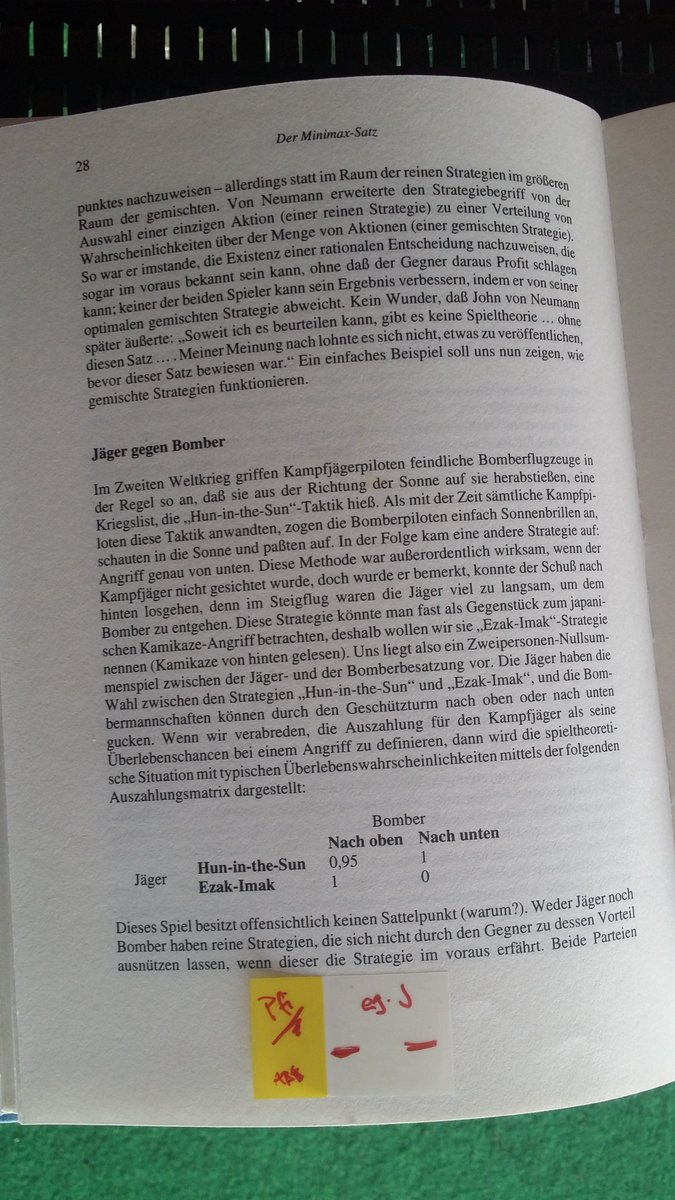 28
Der Minimax-Satz
punktes nachzuweisen – allerdings statt im Raum der reinen Strategien im größeren
Raum der gemischten. Von Neumann erweiterte den Strategiebegriff von der
Auswahl einer einzigen Aktion (einer reinen Strategie) zu einer Verteilung von
Wahrscheinlichkeiten über der Menge von Aktionen (einer gemischten Strategie).
So war er imstande, die Existenz einer rationalen Entscheidung nachzuweisen, die
sogar im voraus bekannt sein kann, ohne daß der Gegner daraus Profit schlagen
kann; keiner der beiden Spieler kann sein Ergebnis verbessern, indem er von seiner
optimalen gemischten Strategie abweicht. Kein Wunder, daß John von Neumann
später äußerte: „Soweit ich es beurteilen kann, gibt es keine Spieltheorie ... ohne
diesen Satz .... Meiner Meinung nach lohnte es sich nicht, etwas zu veröffentlichen,
bevor dieser Satz bewiesen war.“ Ein einfaches Beispiel soll uns nun zeigen, wie
gemischte Strategien funktionieren.
Jäger gegen Bomber
Im Zweiten Weltkrieg griffen Kampfjägerpiloten feindliche Bomberflugzeuge in
der Regel so an, daß sie aus der Richtung der Sonne auf sie herabstießen, eine
Kriegslist, die „Hun-in-the-Sun“-Taktik hieß. Als mit der Zeit sämtliche Kampfpi-
loten diese Taktik anwandten, zogen die Bomberpiloten einfach Sonnenbrillen an,
schauten in die Sonne und paßten auf. In der Folge kam eine andere Strategie auf:
Angriff genau von unten. Diese Methode war außerordentlich wirksam, wenn der
Kampfjäger nicht gesichtet wurde, doch wurde er bemerkt, konnte der Schuß nach
hinten losgehen, denn im Steigflug waren die Jäger viel zu langsam, um dem
Bomber zu entgehen. Diese Strategie könnte man fast als Gegenstück zum japani-
schen Kamikaze-Angriff betrachten, deshalb wollen wir sie „Ezak-Imak“-Strategie
nennen (Kamikaze von hinten gelesen). Uns liegt also ein Zweipersonen-Nullsum-
menspiel zwischen der Jäger- und der Bomberbesatzung vor. Die Jäger haben die
Wahl zwischen den Strategien „Hun-in-the-Sun“ und „Ezak-Imak“, und die Bom-
bermannschaften können durch den Geschützturm nach oben oder nach unten
gucken. Wenn wir verabreden, die Auszahlung für den Kampfjäger als seine
Überlebenschancen bei einem Angriff zu definieren, dann wird die spieltheoreti-
sche Situation mit typischen Überlebenswahrscheinlichkeiten mittels der folgenden
Auszahlungsmatrix dargestellt:
Bomber
Nach oben Nach unten
Hun-in-the-Sun 0,95 1
Jäger
Ezak-Imak 1 0
Dieses Spiel besitzt offensichtlich keinen Sattelpunkt (warum?). Weder Jäger noch
Bomber haben reine Strategien, die sich nicht durch den Gegner zu dessen Vorteil
ausnützen lassen, wenn dieser die Strategie im voraus erfährt. Beide Parteien